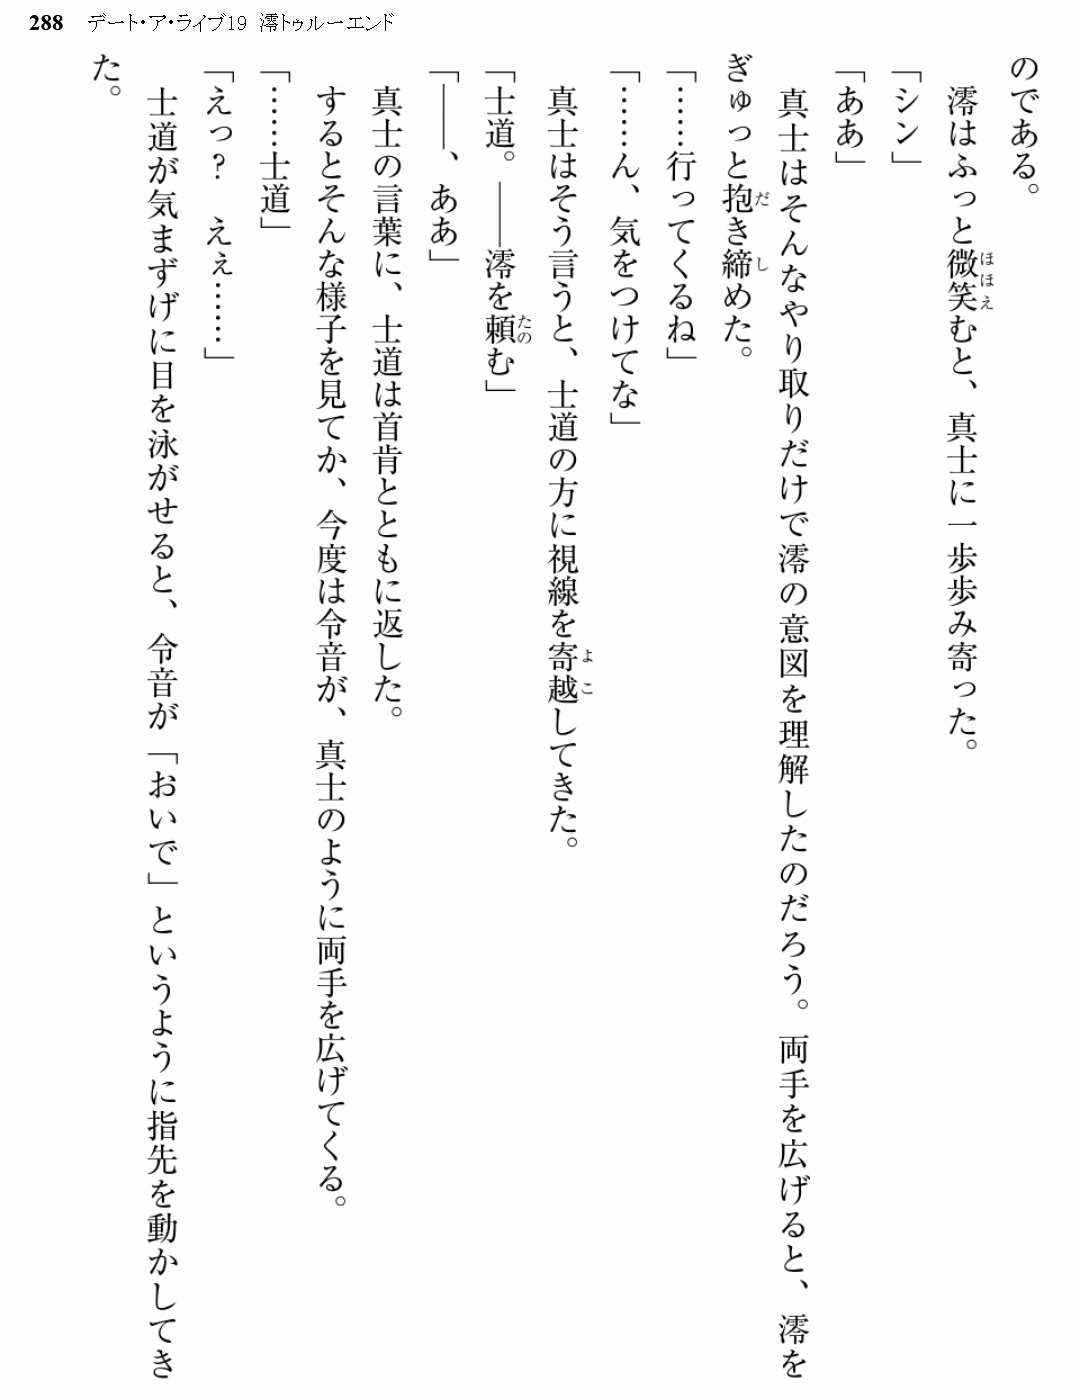 288 デート・ア・ライブ19 澪トゥルーエンド
のである。
澪はふっと微笑むと、真士に一歩歩み寄った。
「シン」
「ああ」
真士はそんなやり取りだけで澪の意図を理解したのだろう。両手を広げると、澪を
ぎゅっと抱き締めた。
「……行ってくるね」
「……ん、気をつけてな」
真士はそう言うと、士道の方に視線を寄越してきた。
「士道。――澪を頼む」
「――、ああ」
真士の言葉に、士道は首肯とともに返した。
するとそんな様子を見てか、今度は令音が、真士のように両手を広げてくる。
「……士道」
「えっ? えぇ……」
士道が気まずげに目を泳がせると、令音が「おいで」というように指先を動かしてき
た。